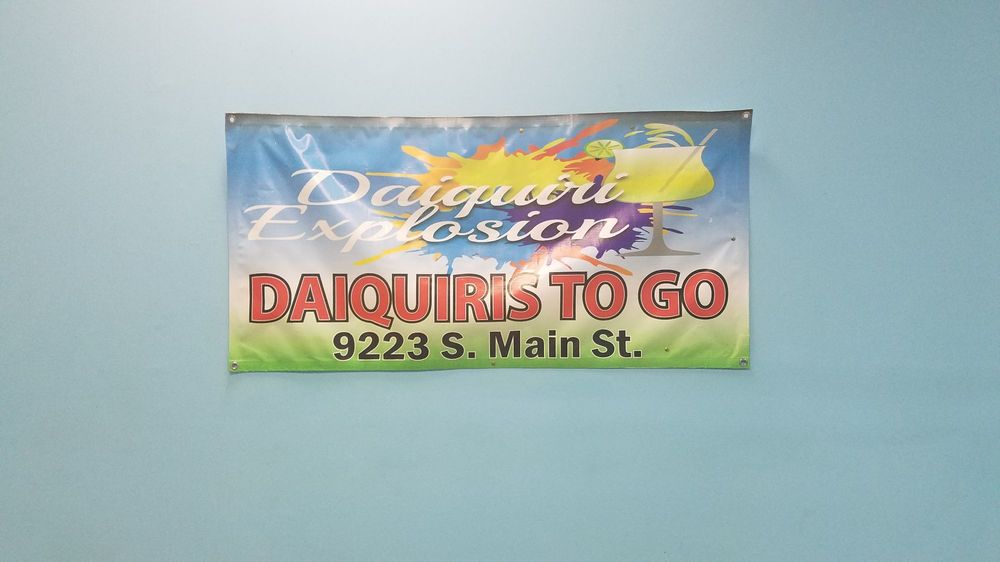 Daiquiri
Explosion
DAIQUIRIS TO GO
9223 S. Main St.